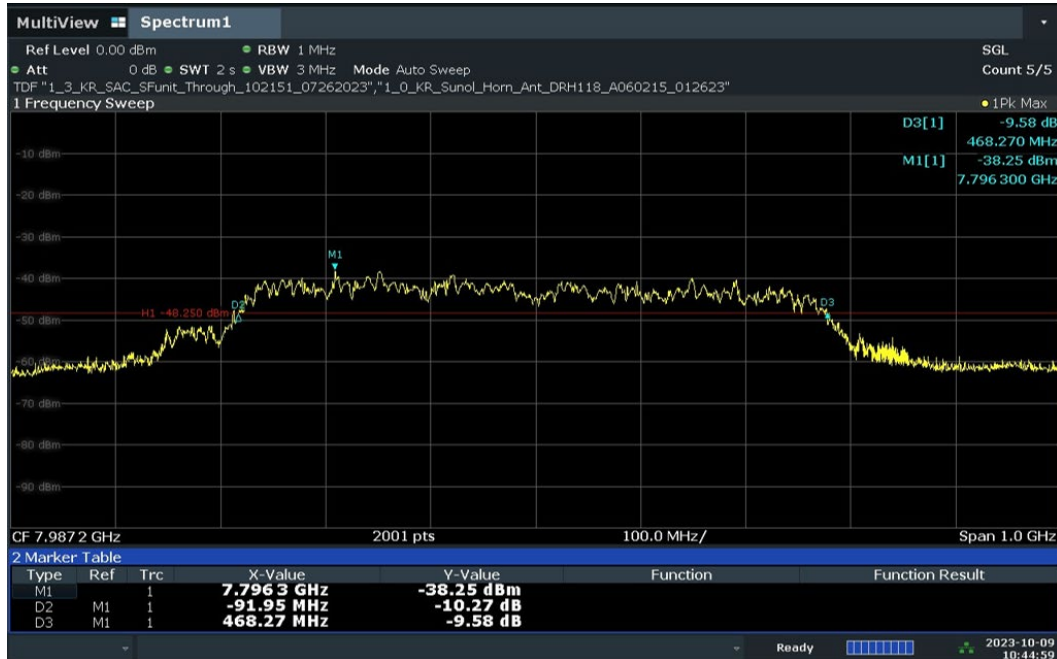 MultiView Spectrum1
Ref Level 0.00 dBm RBW 1 MHz SGL
Att 0 dB SWT 2 s VBW 3 MHz Mode Auto Sweep Count 5/5
TDF "1_3_KR_SAC_SFunit_Through_102151_07262023","1_0_KR_Sunol_Horn_Ant_DRH118_A060215_012623"
1 Frequency Sweep 1Pk Max
D3[1] -9.58 dB
468.270 MHz
-10 dBm
M1[1] -38.25 dBm
7.796 300 GHz
-20 dBm
-30 dBm
M1
-40 dBm
D2
D3
H1 -48.250 dBm
-50 dBm
-60 dBm
-70 dBm
-80 dBm
-90 dBm
CF 7.9872 GHz 2001 pts 100.0 MHz/ Span 1.0 GHz
2 Marker Table
Type Ref Trc X-Value Y-Value Function Function Result
M1 1 7.7963 GHz -38.25 dBm
D2 M1 1 -91.95 MHz -10.27 dB
D3 M1 1 468.27 MHz -9.58 dB
Ready 2023-10-09
10:44:59